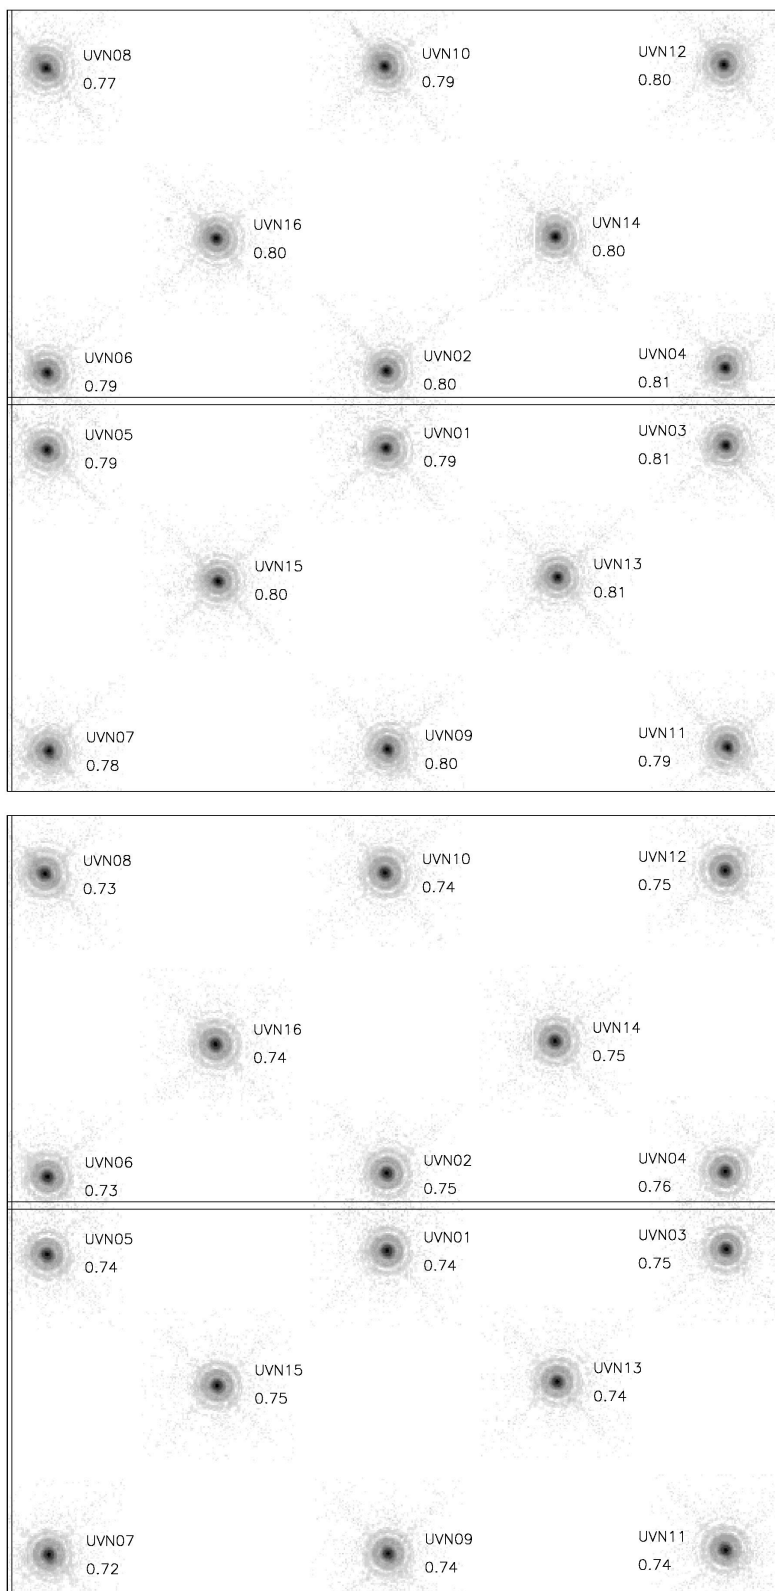 UVN08
0.77
UVN10
0.79
UVN12
0.80
UVN16
0.80
UVN14
0.80
UVN06
0.79
UVN02
0.80
UVN04
0.81
UVN05
0.79
UVN01
0.79
UVN03
0.81
UVN15
0.80
UVN13
0.81
UVN07
0.78
UVN09
0.80
UVN11
0.79
UVN08
0.73
UVN10
0.74
UVN12
0.75
UVN16
0.74
UVN14
0.75
UVN06
0.73
UVN02
0.75
UVN04
0.76
UVN05
0.74
UVN01
0.74
UVN03
0.75
UVN15
0.75
UVN13
0.74
UVN07
0.72
UVN09
0.74
UVN11
0.74